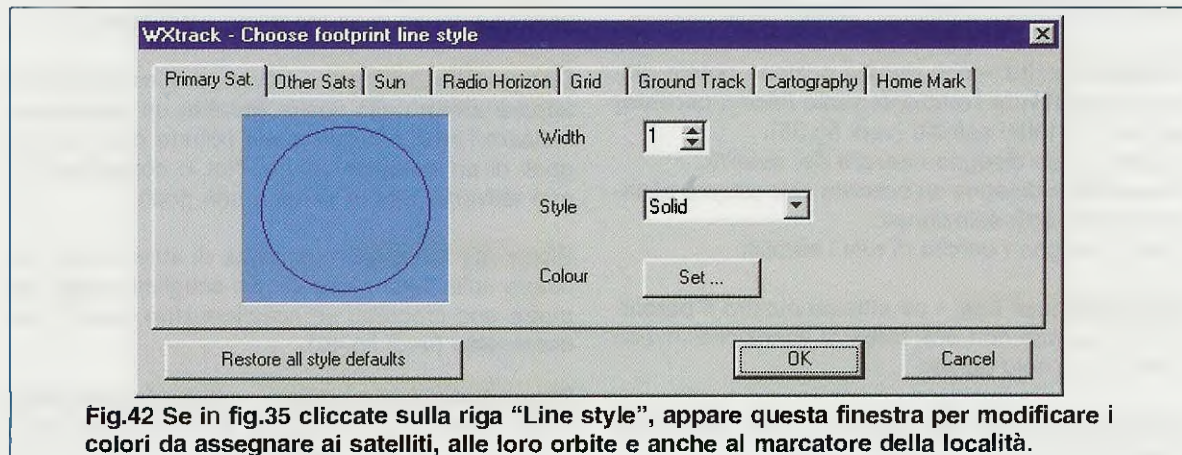 WXtrack - Choose footprint line style
Primary Sat. Other Sats Sun Radio Horizon Grid Ground Track Cartography Home Mark
Width 1
Style Solid
Colour Set ...
Restore all style defaults OK Cancel
Fig.42 Se in fig.35 cliccate sulla riga “Line style”, appare questa finestra per modificare i
colori da assegnare ai satelliti, alle loro orbite e anche al marcatore della località.